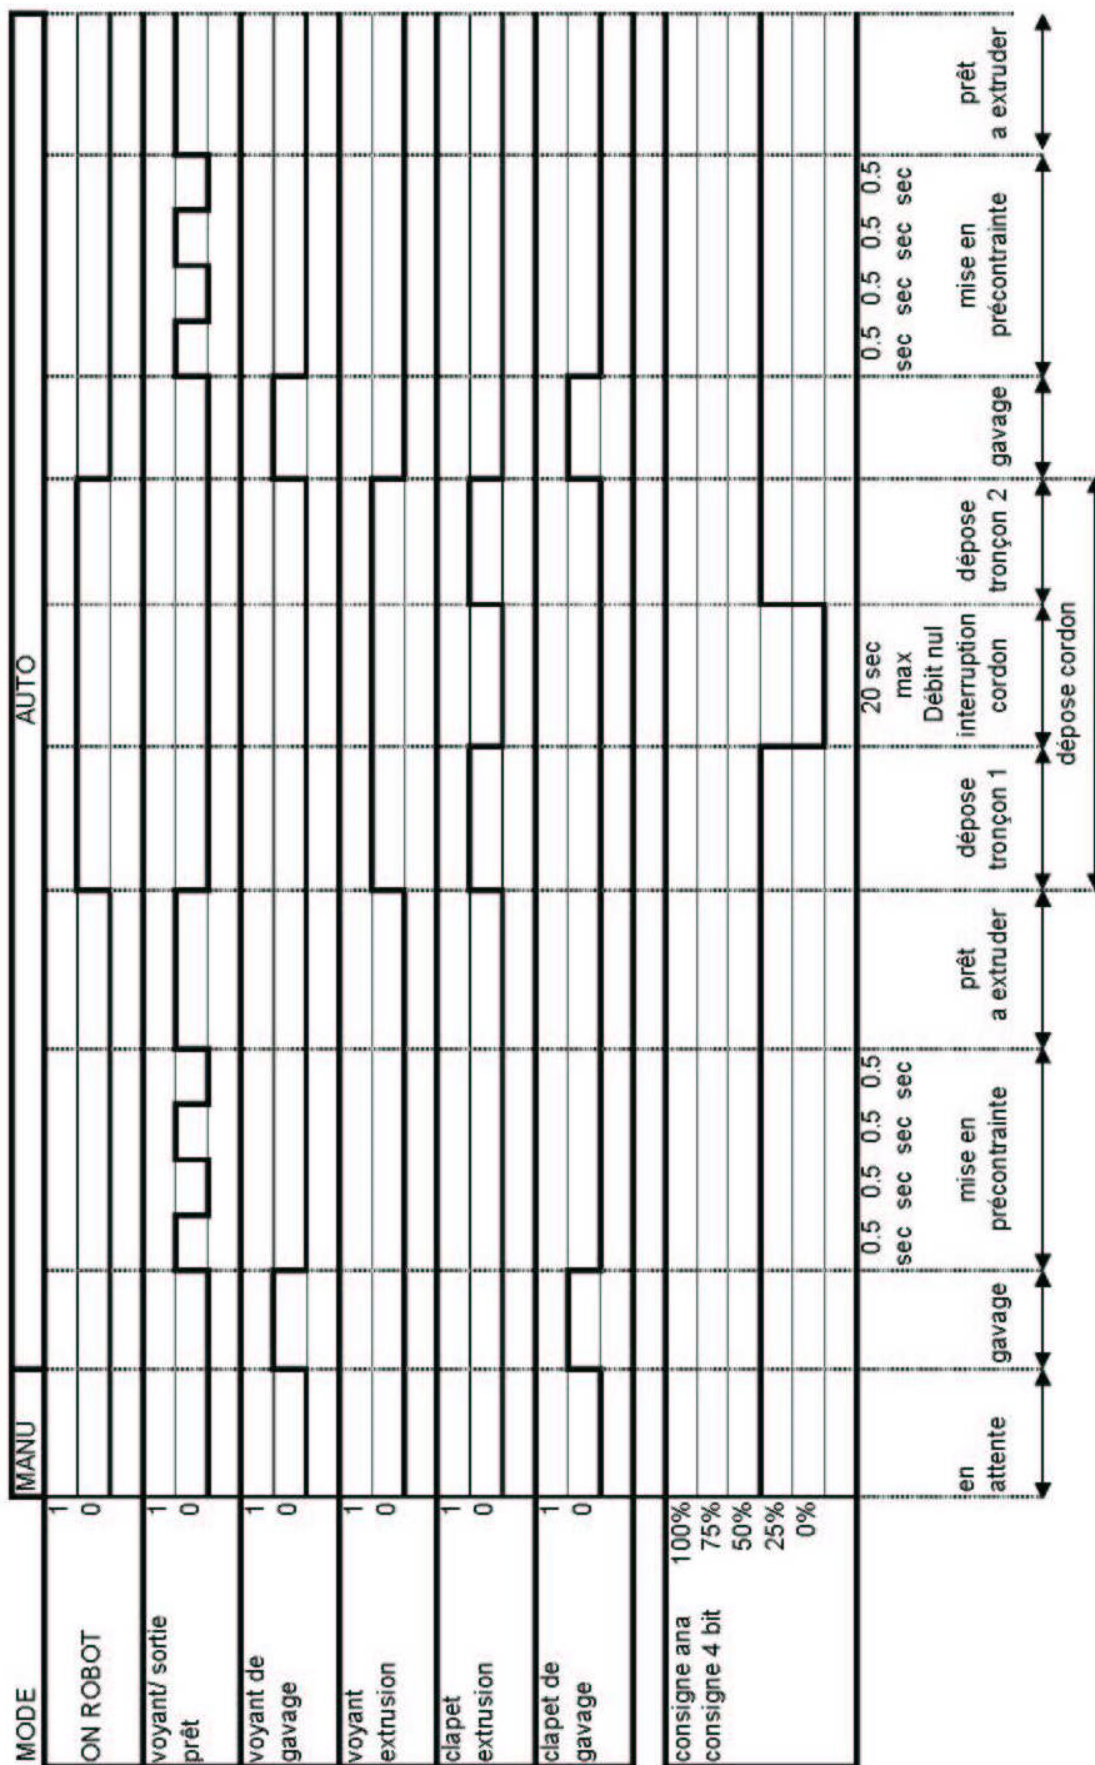 MODE MANU AUTO
ON ROBOT 1
0
voyant/ sortie 1
prêt 0
voyant de 1
gavage 0
voyant 1
extrusion 0
clapet 1
extrusion 0
clapet de 1
gavage 0
consigne ana 100%
consigne 4 bit 75%
50%
25%
0%
0.5 0.5 0.5 0.5 20 sec 0.5 0.5 0.5 0.5
sec sec sec sec max sec sec sec sec
Débit nul
en gavage mise en prêt dépose interruption dépose gavage mise en prêt
attente précontrainte a extruder tronçon 1 cordon tronçon 2 précontrainte a extruder
dépose cordon